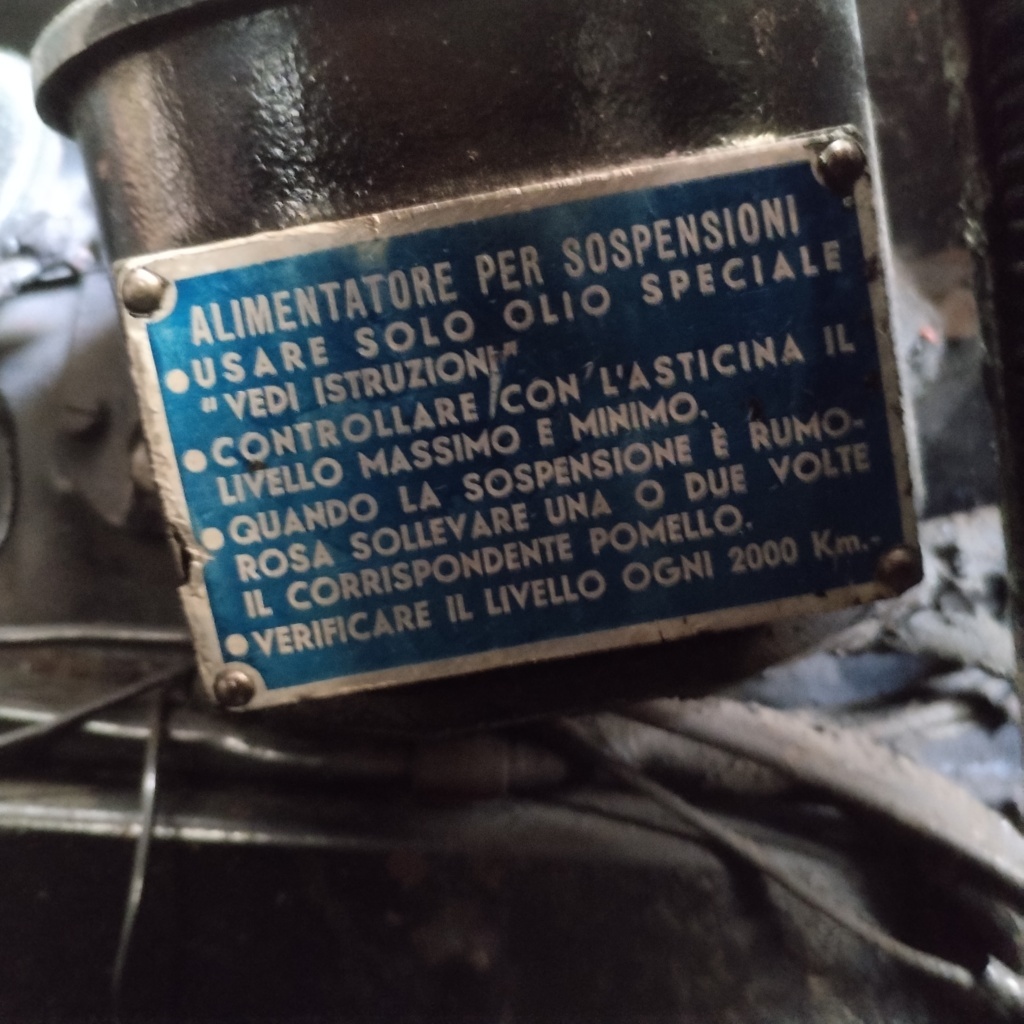 ALIMENTATORE PER SOSPENSIONI
• USARE SOLO OLIO SPECIALE
"VEDI ISTRUZIONI"
• CONTROLLARE CON L'ASTICINA IL
LIVELLO MASSIMO E MINIMO.
• QUANDO LA SOSPENSIONE È RUMO-
ROSA SOLLEVARE UNA O DUE VOLTE
IL CORRISPONDENTE POMELLO.
• VERIFICARE IL LIVELLO OGNI 2000 Km.-